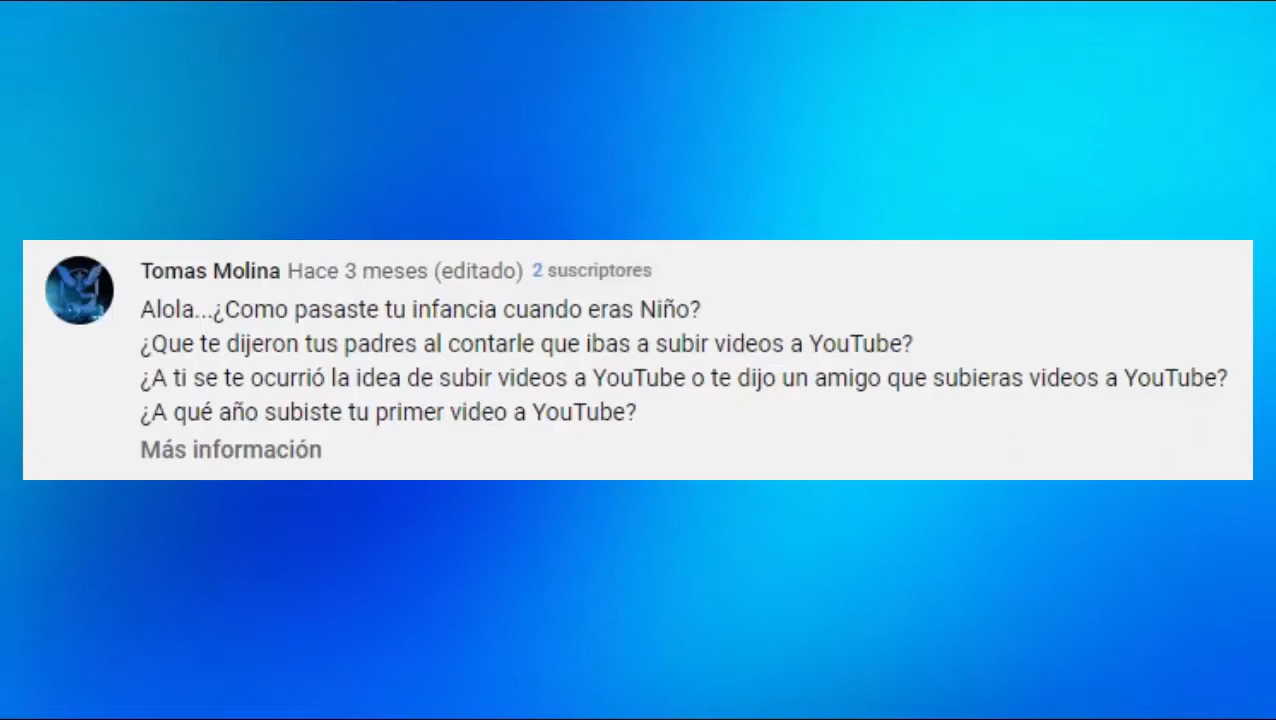 Tomas Molina Hace 3 meses (editado) 2 suscriptores
Alola...¿Como pasaste tu infancia cuando eras Niño?
¿Que te dijeron tus padres al contarle que ibas a subir videos a YouTube?
¿A ti se te ocurrió la idea de subir videos a YouTube o te dijo un amigo que subieras videos a YouTube?
¿A qué año subiste tu primer video a YouTube?
Más información